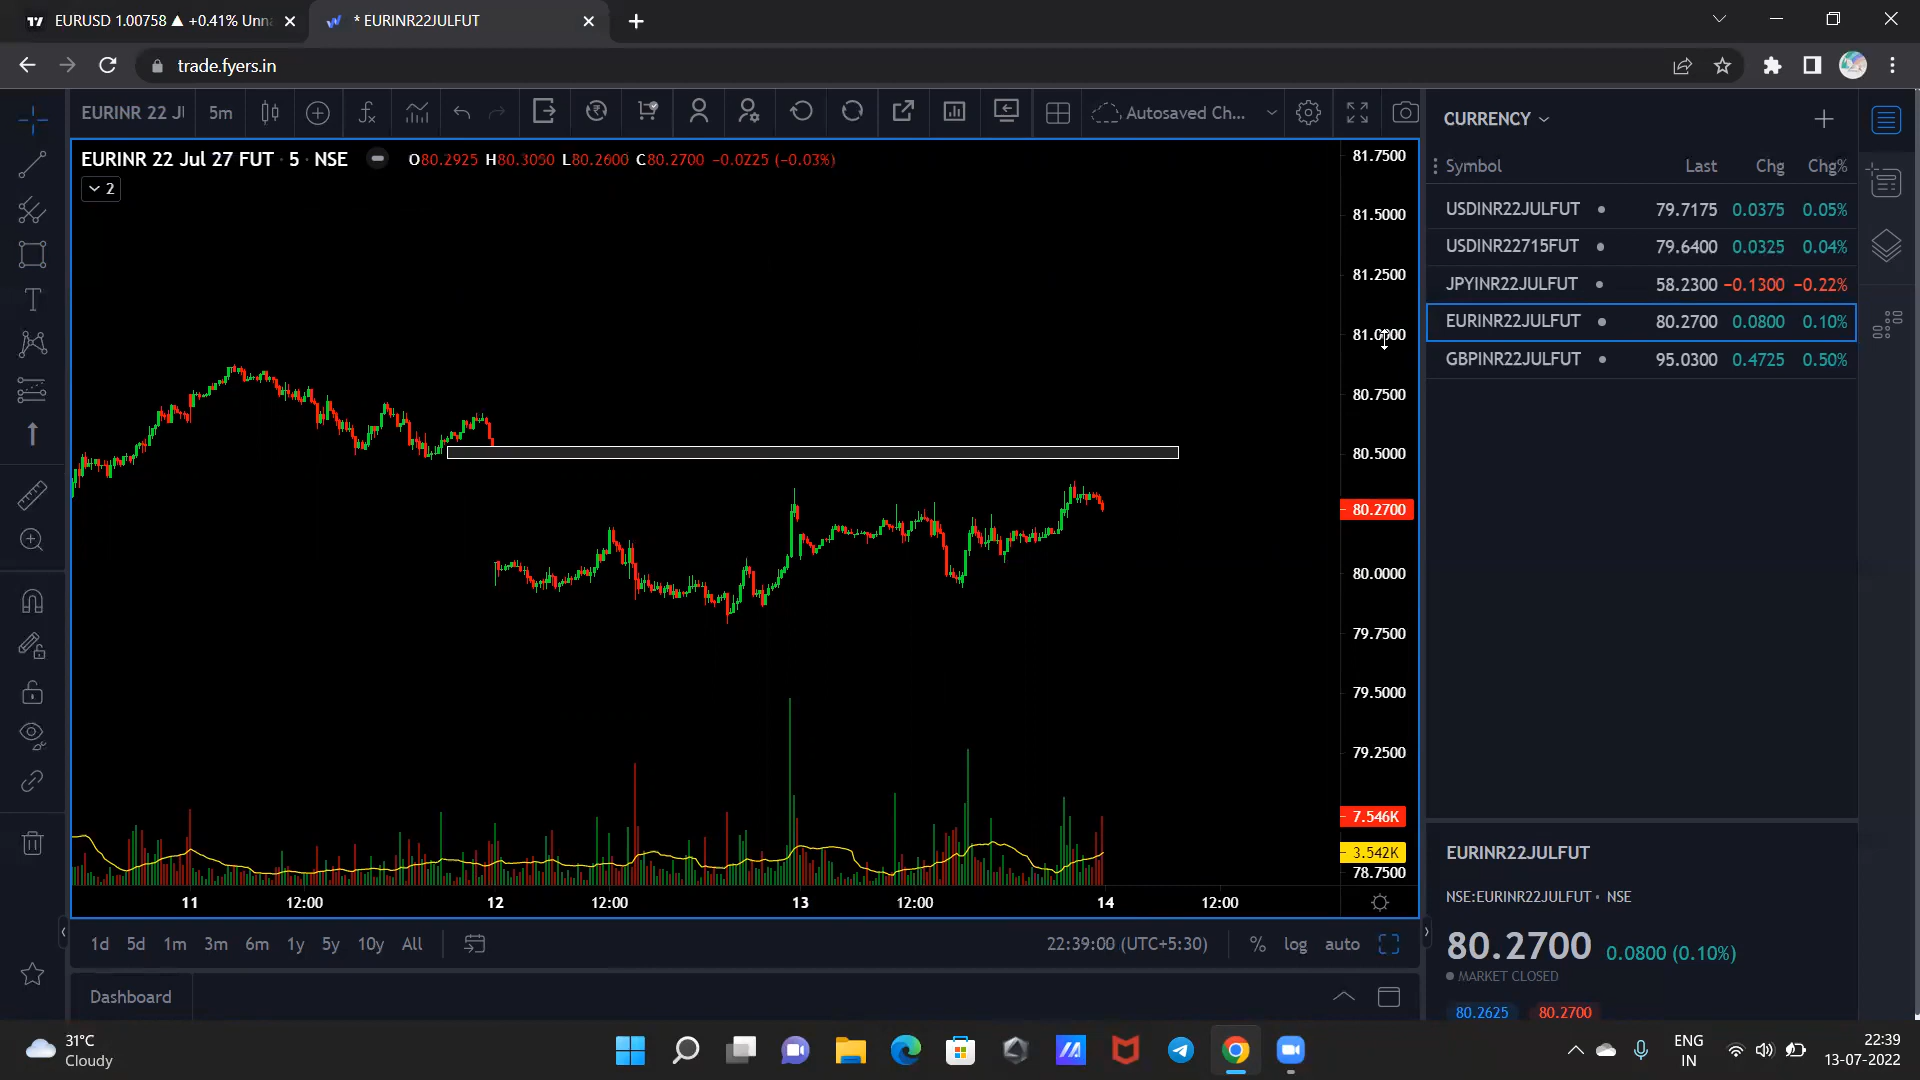 EURUSD 1.00758 ▲ +0.41% Unna
* EURINR22JULFUT
trade.fyers.in
EURINR 22 Jl
5m
Autosaved Ch...
EURINR 22 Jul 27 FUT · 5 · NSE
O80.2925 H80.3050 L80.2600 C80.2700 −0.0225 (−0.03%)
2
81.7500
81.5000
81.2500
81.0000
80.7500
80.5000
80.2700
80.0000
79.7500
79.5000
79.2500
7.546K
3.542K
78.7500
11 12:00 12 12:00 13 12:00 14 12:00
1d 5d 1m 3m 6m 1y 5y 10y All
22:39:00 (UTC+5:30) % log auto
Dashboard
CURRENCY
Symbol Last Chg Chg%
USDINR22JULFUT 79.7175 0.0375 0.05%
USDINR22715FUT 79.6400 0.0325 0.04%
JPYINR22JULFUT 58.2300 −0.1300 −0.22%
EURINR22JULFUT 80.2700 0.0800 0.10%
GBPINR22JULFUT 95.0300 0.4725 0.50%
EURINR22JULFUT
NSE:EURINR22JULFUT • NSE
80.2700 0.0800 (0.10%)
MARKET CLOSED
80.2625 80.2700
31°C
Cloudy
ENG
IN
22:39
13-07-2022